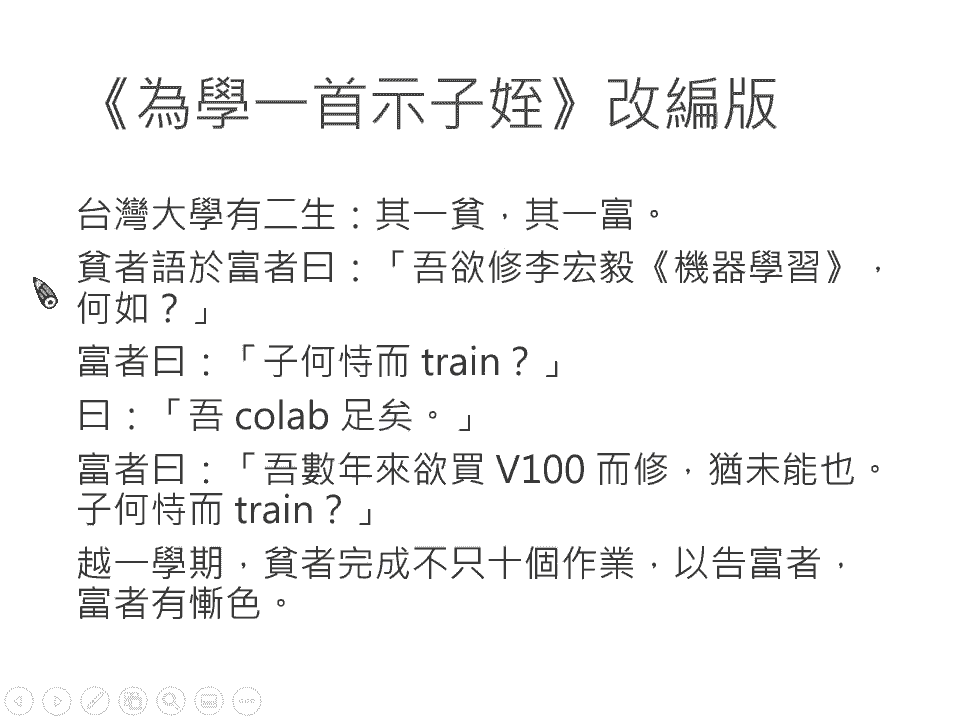 《為學一首示子姪》改編版
台灣大學有二生：其一貧，其一富。
貧者語於富者曰：「吾欲修李宏毅《機器學習》，
何如？」
富者曰：「子何恃而 train？」
曰：「吾 colab 足矣。」
富者曰：「吾數年來欲買 V100 而修，猶未能也。
子何恃而 train？」
越一學期，貧者完成不只十個作業，以告富者，
富者有慚色。